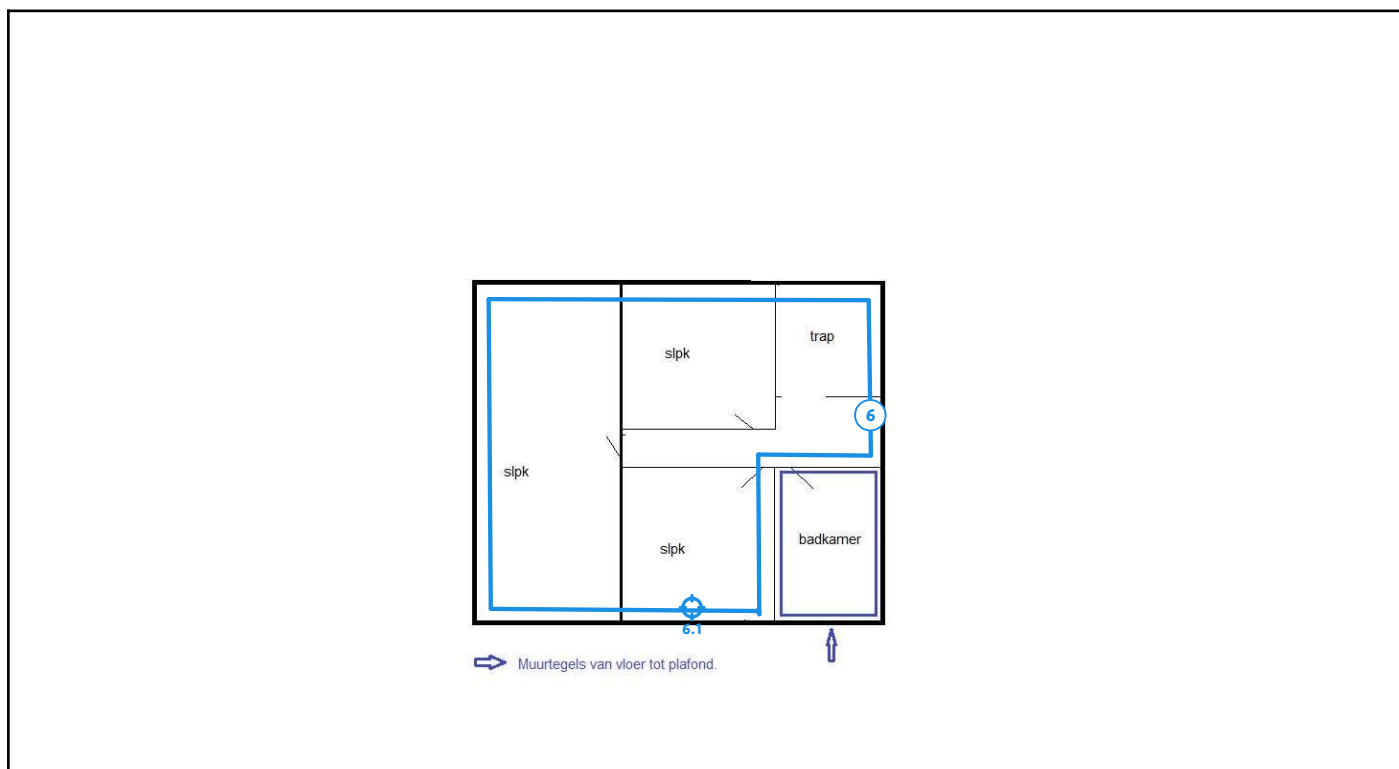 trap
slpk
6
slpk
badkamer
slpk
6.1
Muurtegels van vloer tot plafond.